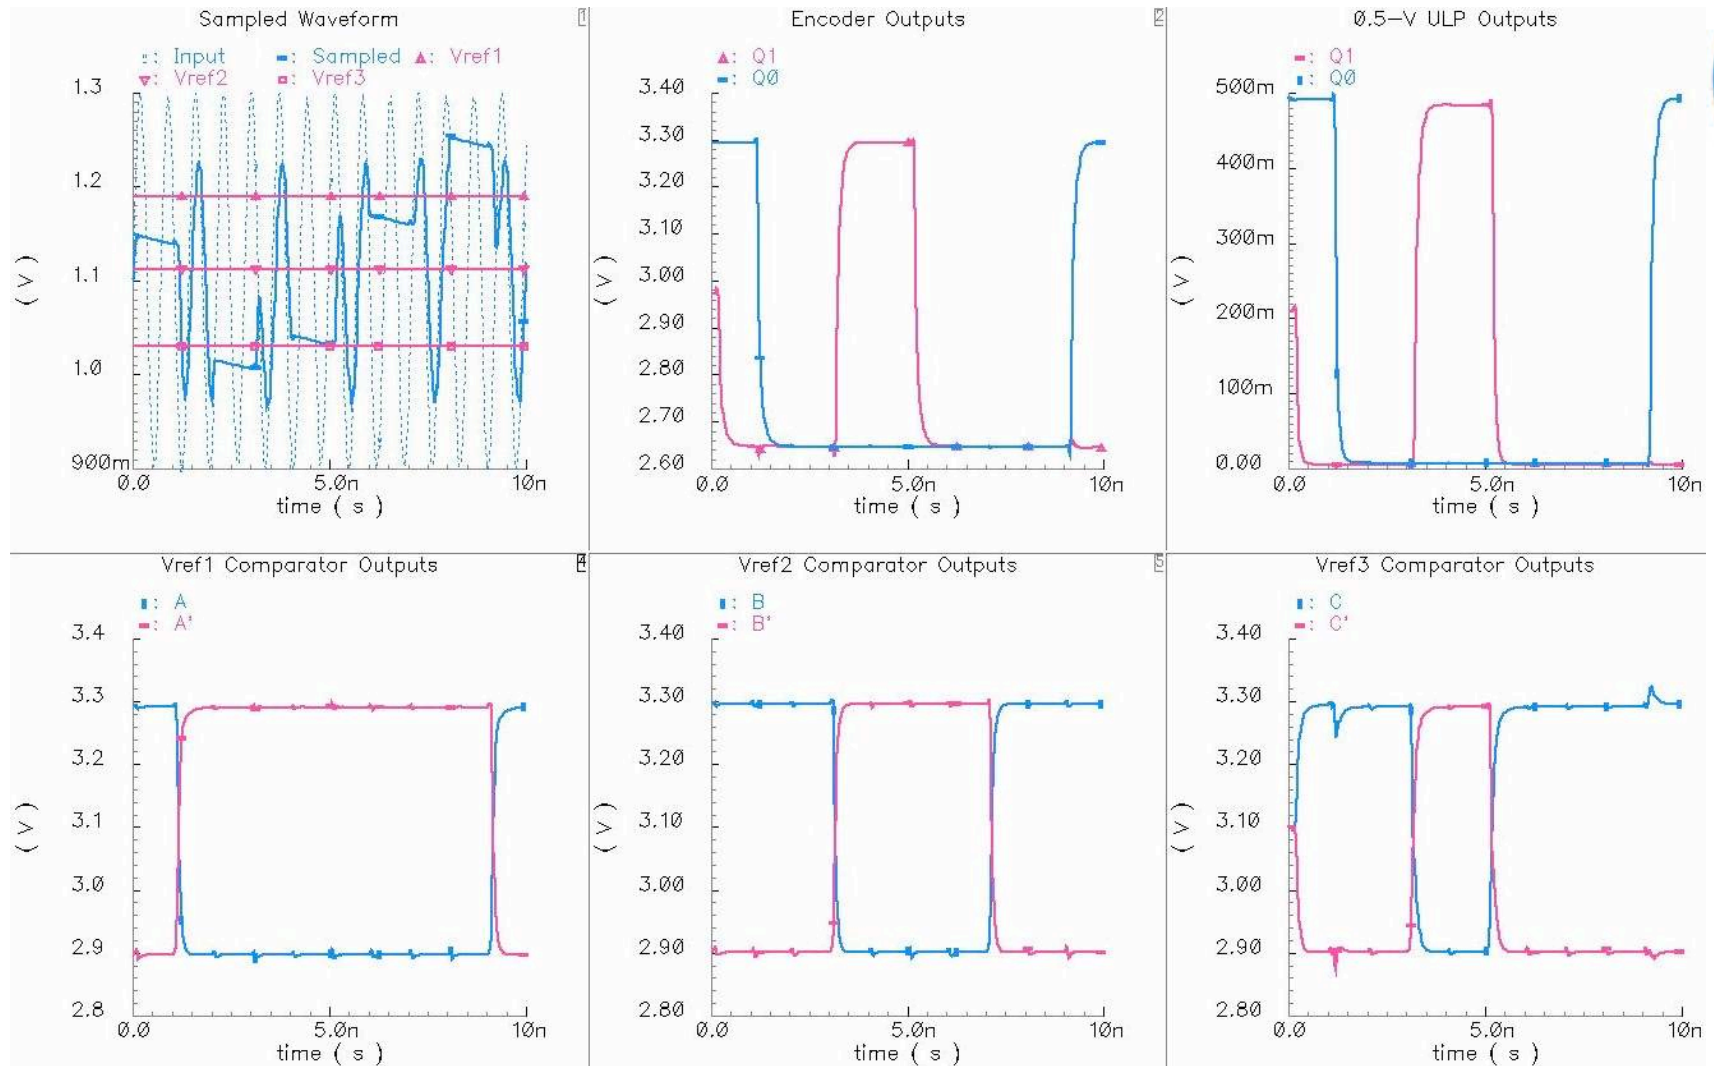 Sampled Waveform
1
Input Sampled Vref1
Vref2 Vref3
1.3
1.2
1.1
1.0
900m
( V )
0.0 5.0n 10n
time ( s )
Encoder Outputs
2
Q1
Q0
3.40
3.30
3.20
3.10
3.00
2.90
2.80
2.70
2.60
( V )
0.0 5.0n 10n
time ( s )
0.5-V ULP Outputs
Q1
Q0
500m
400m
300m
200m
100m
0.00
( V )
0.0 5.0n 10n
time ( s )
Vref1 Comparator Outputs
4
A
A'
3.4
3.3
3.2
3.1
3.0
2.9
2.8
( V )
0.0 5.0n 10n
time ( s )
Vref2 Comparator Outputs
5
B
B'
3.40
3.30
3.20
3.10
3.00
2.90
2.80
( V )
0.0 5.0n 10n
time ( s )
Vref3 Comparator Outputs
C
C'
3.40
3.30
3.20
3.10
3.00
2.90
2.80
( V )
0.0 5.0n 10n
time ( s )